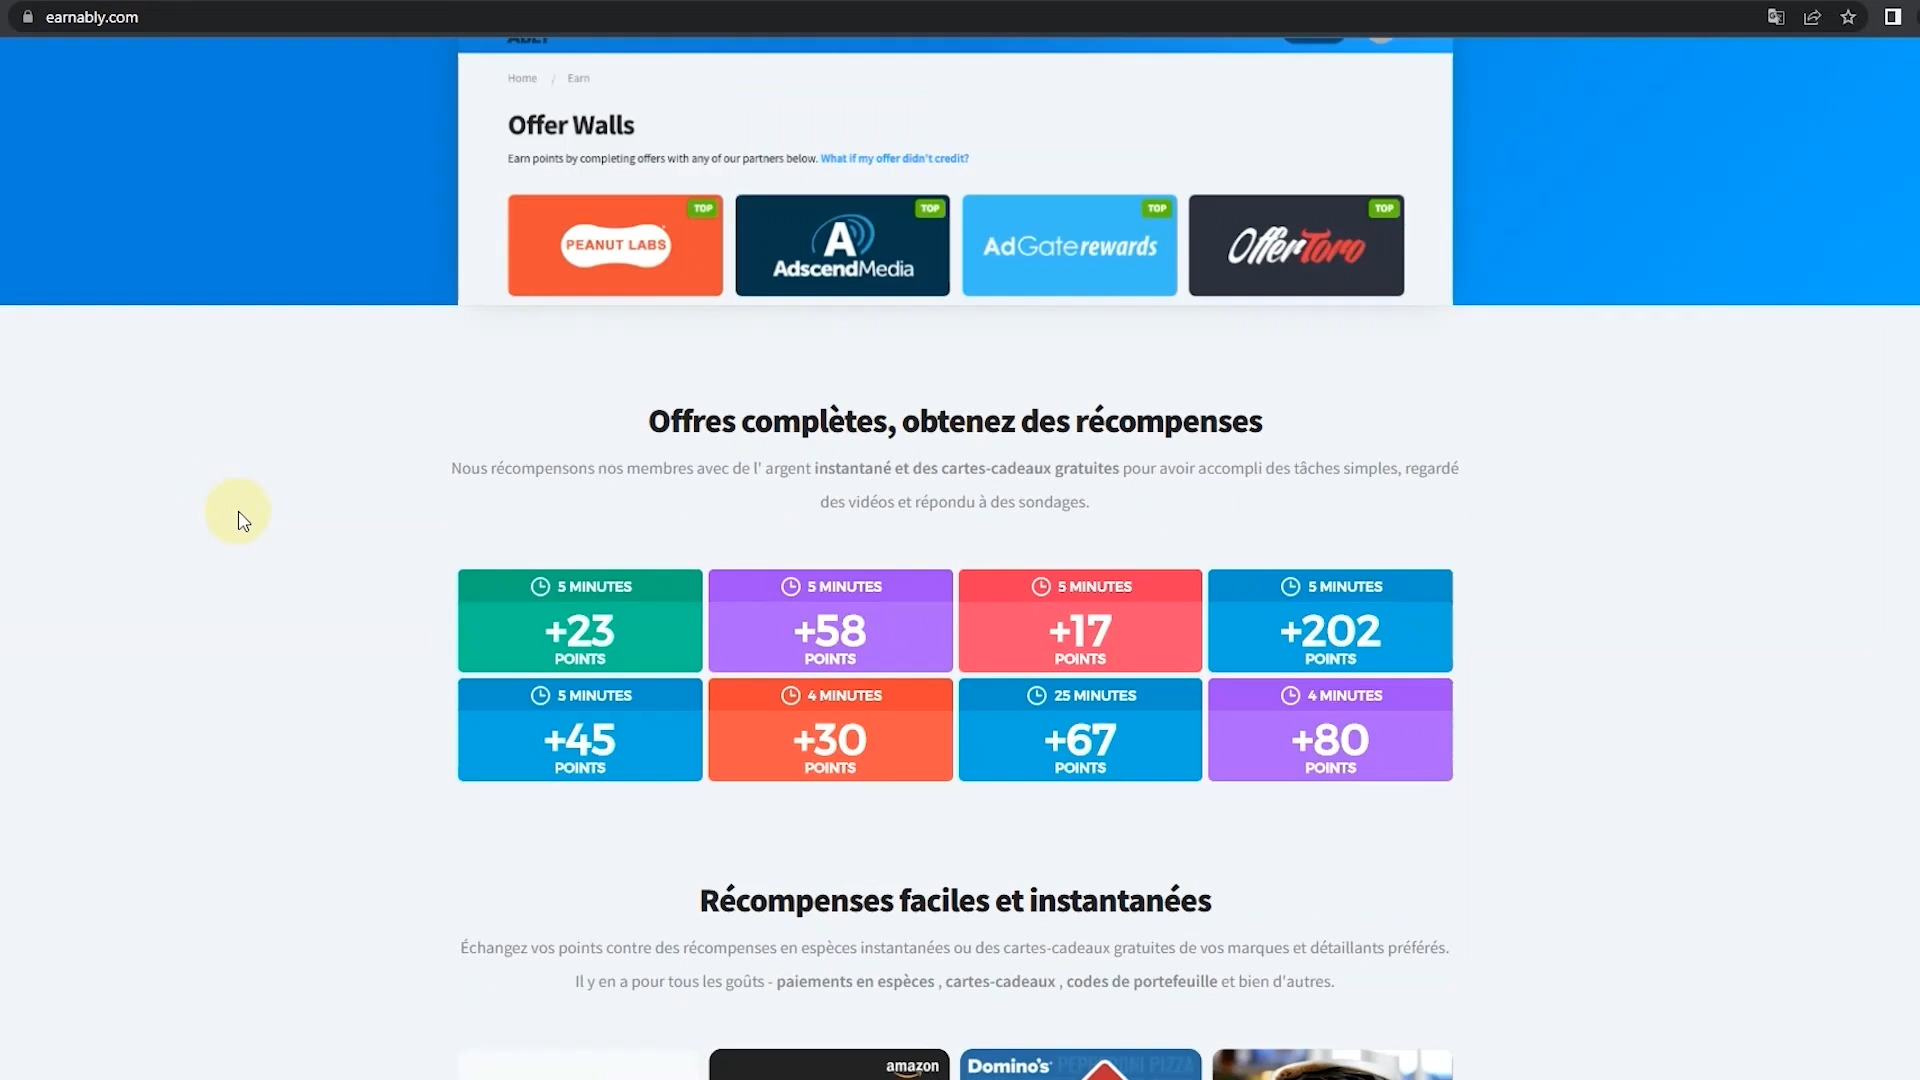 earnably.com
Home / Earn
Offer Walls
Earn points by completing offers with any of our partners below. What if my offer didn't credit?
TOP TOP TOP TOP
PEANUT LABS
AdscendMedia
AdGate rewards
OfferToro
Offres complètes, obtenez des récompenses
Nous récompensons nos membres avec de l' argent instantané et des cartes-cadeaux gratuites pour avoir accompli des tâches simples, regardé
des vidéos et répondu à des sondages.
5 MINUTES 5 MINUTES 5 MINUTES 5 MINUTES
+23 +58 +17 +202
POINTS POINTS POINTS POINTS
5 MINUTES 4 MINUTES 25 MINUTES 4 MINUTES
+45 +30 +67 +80
POINTS POINTS POINTS POINTS
Récompenses faciles et instantanées
Échangez vos points contre des récompenses en espèces instantanées ou des cartes-cadeaux gratuites de vos marques et détaillants préférés.
Il y en a pour tous les goûts - paiements en espèces , cartes-cadeaux , codes de portefeuille et bien d'autres.
amazon
Domino's PEPPERONI PIZZA